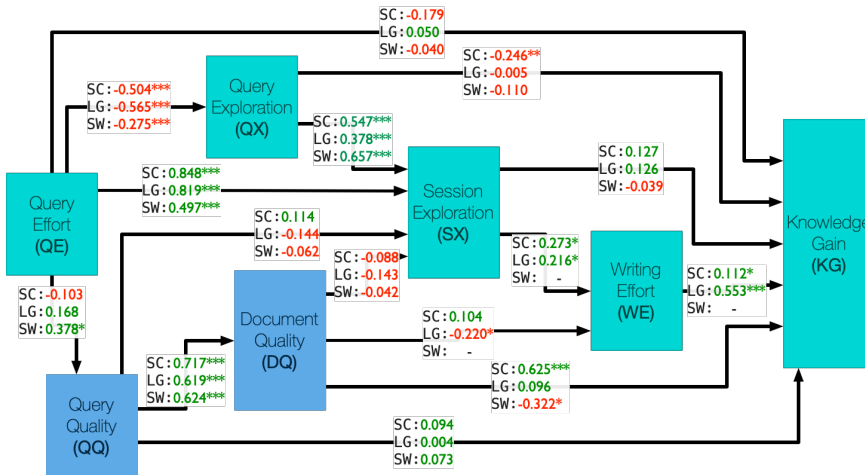 SC:-0.179
LG:0.050
SW:-0.040
SC:-0.246**
LG:-0.005
SW:-0.110
SC:-0.504***
LG:-0.565***
SW:-0.275***
Query
Exploration
(QX)
SC:0.547***
LG:0.378***
SW:0.657***
SC:0.127
LG:0.126
SW:-0.039
SC:0.848***
LG:0.819***
SW:0.497***
Query
Effort
(QE)
Session
Exploration
(SX)
Knowledge
Gain
(KG)
SC:0.114
LG:-0.144
SW:-0.062
SC:-0.088
LG:-0.143
SW:-0.042
SC:0.273*
LG:0.216*
SW: -
Writing
Effort
(WE)
SC:0.112*
LG:0.553***
SW: -
SC:-0.103
LG:0.168
SW:0.378*
Document
Quality
(DQ)
SC:0.104
LG:-0.220*
SW: -
SC:0.717***
LG:0.619***
SW:0.624***
SC:0.625***
LG:0.096
SW:-0.322*
Query
Quality
(QQ)
SC:0.094
LG:0.004
SW:0.073